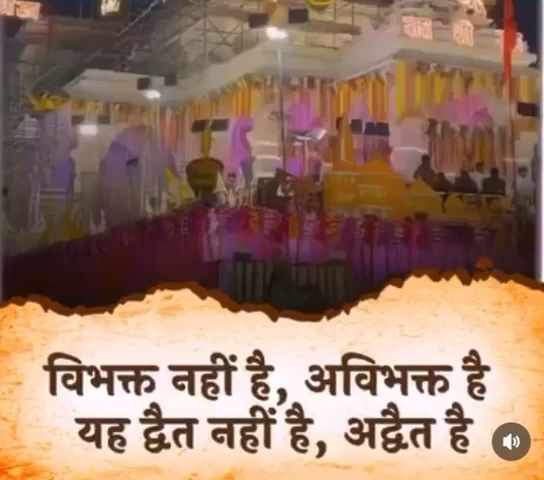 विभक्त नहीं है, अविभक्त है
यह द्वैत नहीं है, अद्वैत है